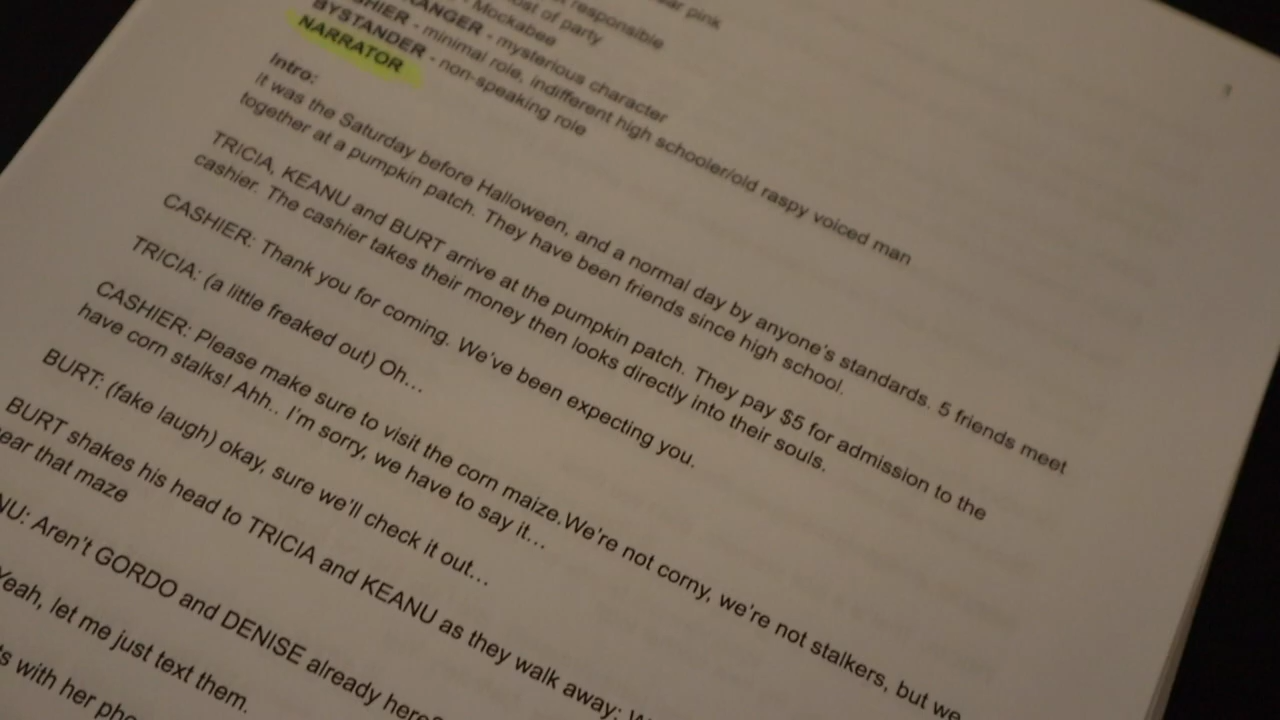 ear pink
responsible
ost of party
Mockabee
RANGER - mysterious character
SHIER - minimal role, indifferent high schooler/old raspy voiced man
BYSTANDER - non-speaking role
NARRATOR
Intro:
It was the Saturday before Halloween, and a normal day by anyone's standards. 5 friends meet
together at a pumpkin patch. They have been friends since high school.
TRICIA, KEANU and BURT arrive at the pumpkin patch. They pay $5 for admission to the
cashier. The cashier takes their money then looks directly into their souls.
CASHIER: Thank you for coming. We've been expecting you.
TRICIA: (a little freaked out) Oh...
CASHIER: Please make sure to visit the corn maize.We're not corny, we're not stalkers, but we
have corn stalks! Ahh.. I'm sorry, we have to say it...
BURT: (fake laugh) okay, sure we'll check it out...
BURT shakes his head to TRICIA and KEANU as they walk away: W
ear that maze
NU: Aren't GORDO and DENISE already here?
Yeah, let me just text them.
ts with her pho